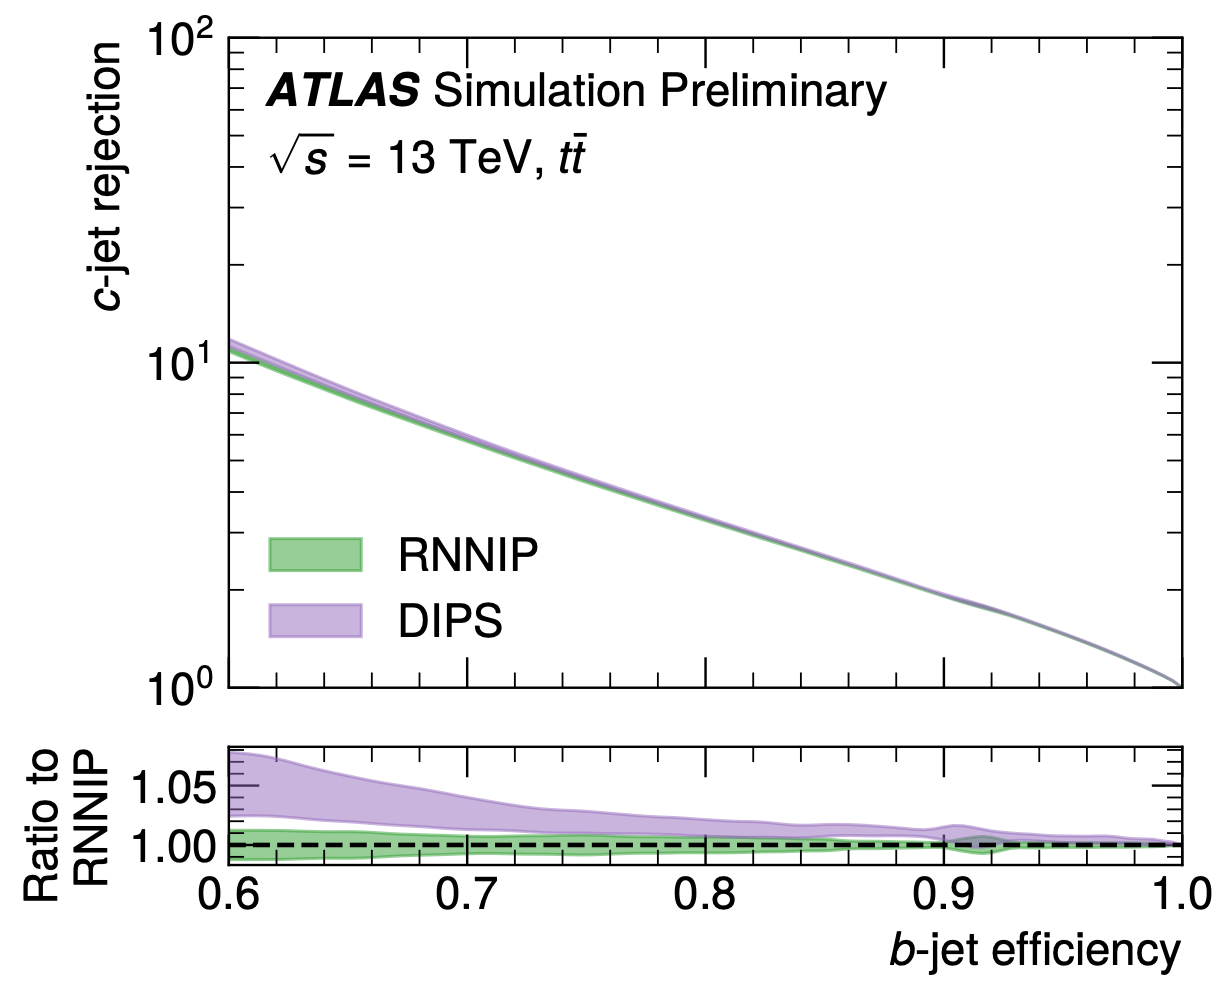 10²
c-jet rejection
ATLAS Simulation Preliminary
√s = 13 TeV, tt̄
10¹
RNNIP
DIPS
10⁰
Ratio to
RNNIP
1.05
1.00
0.6 0.7 0.8 0.9 1.0
b-jet efficiency